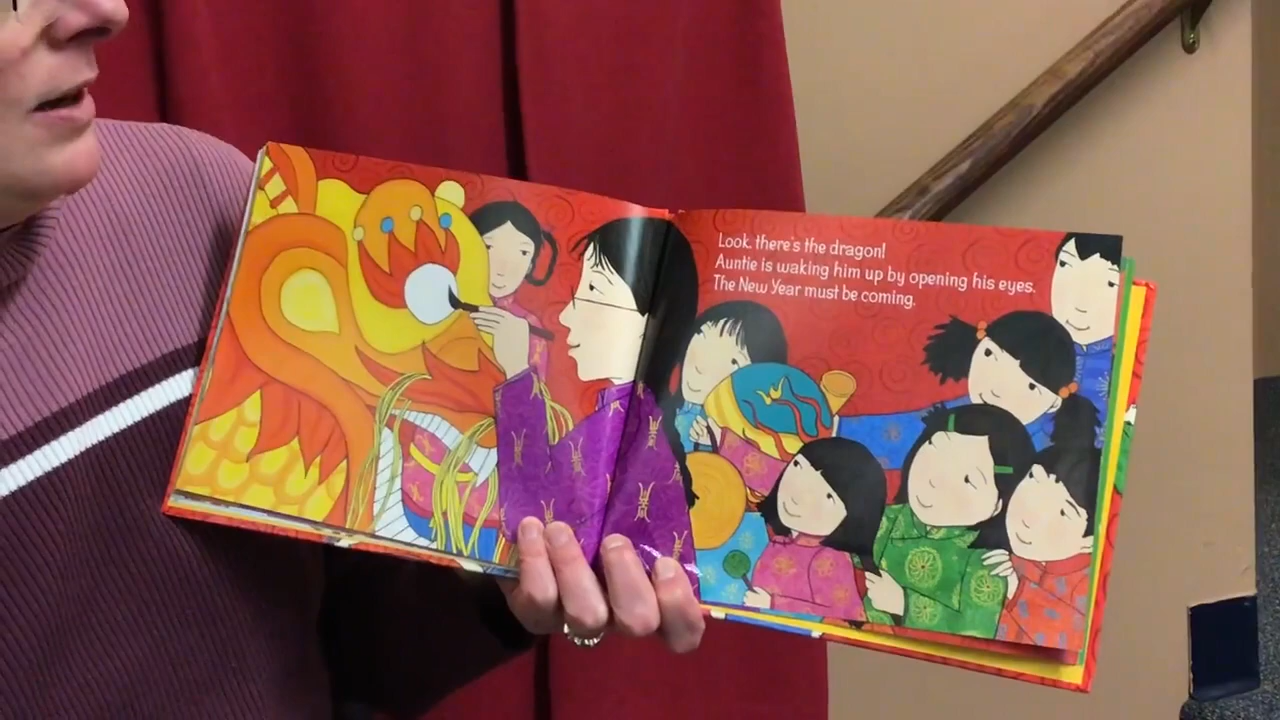 Look, there's the dragon!
Auntie is waking him up by opening his eyes.
The New Year must be coming.